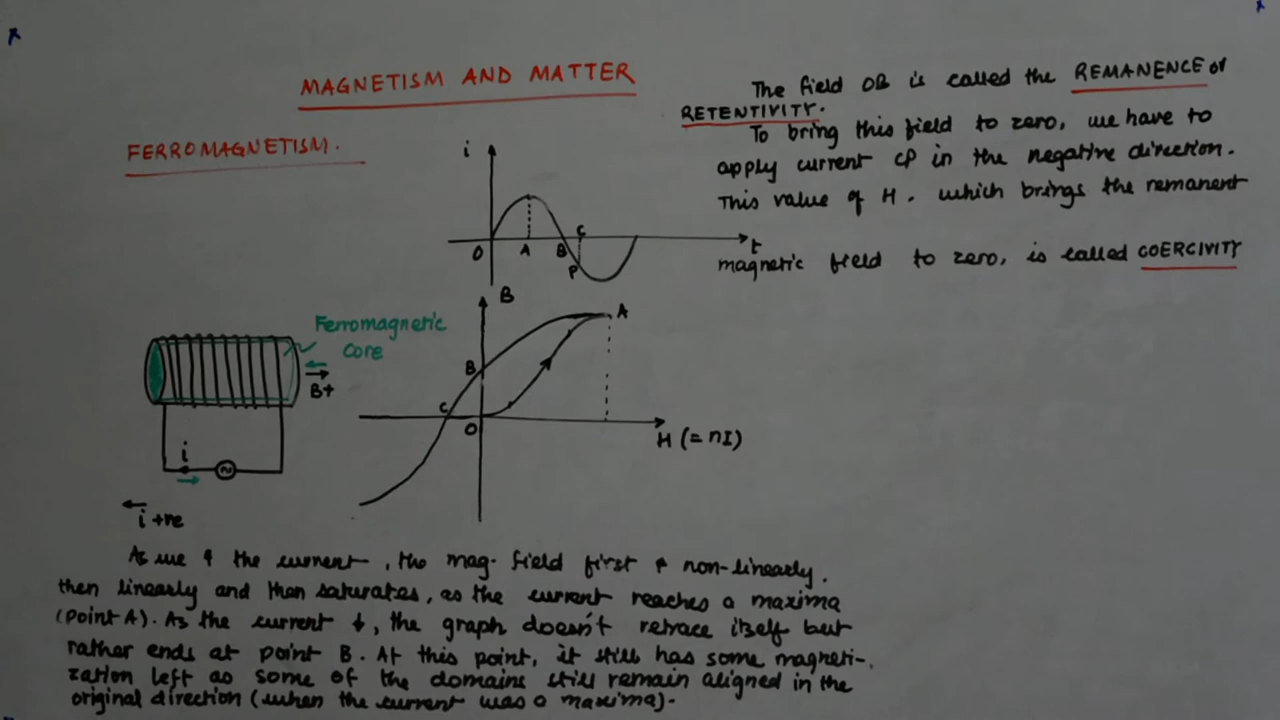 MAGNETISM AND MATTER
FERROMAGNETISM.
i
O
A
B
C
P
t
B
A
B
C
O
H (= nI)
Ferromagnetic
core
B+
i
i +ve
As we ↑ the current, the mag. field first ↑ non-linearly.
then linearly and then saturates, as the current reaches a maxima
(Point A). As the current ↓, the graph doesn't retrace itself but
rather ends at point B. At this point, it still has some magneti-
zation left as some of the domains still remain aligned in the
original direction (when the current was a maxima).
The field OB is called the REMANENCE or
RETENTIVITY.
To bring this field to zero, we have to
apply current CP in the negative direction.
This value of H. which brings the remanent
magnetic field to zero, is called COERCIVITY